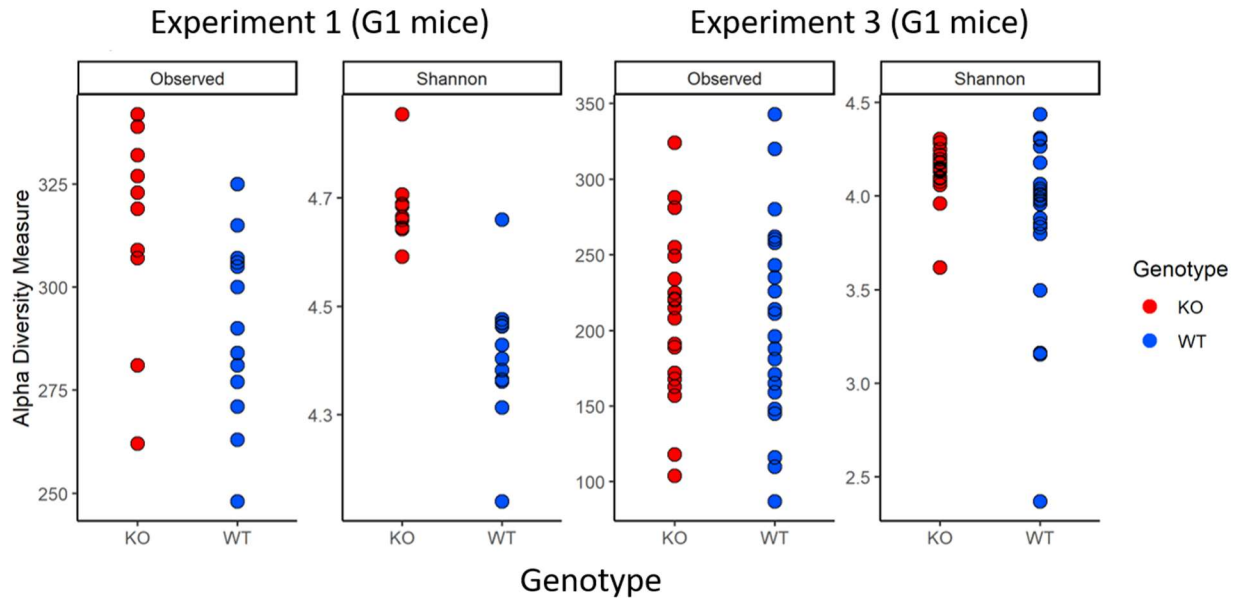 Experiment 1 (G1 mice)
Experiment 3 (G1 mice)
Observed
Shannon
Observed
Shannon
Alpha Diversity Measure
325
300
275
250
4.7
4.5
4.3
350
300
250
200
150
100
4.5
4.0
3.5
3.0
2.5
KO
WT
KO
WT
KO
WT
KO
WT
Genotype
Genotype
KO
WT